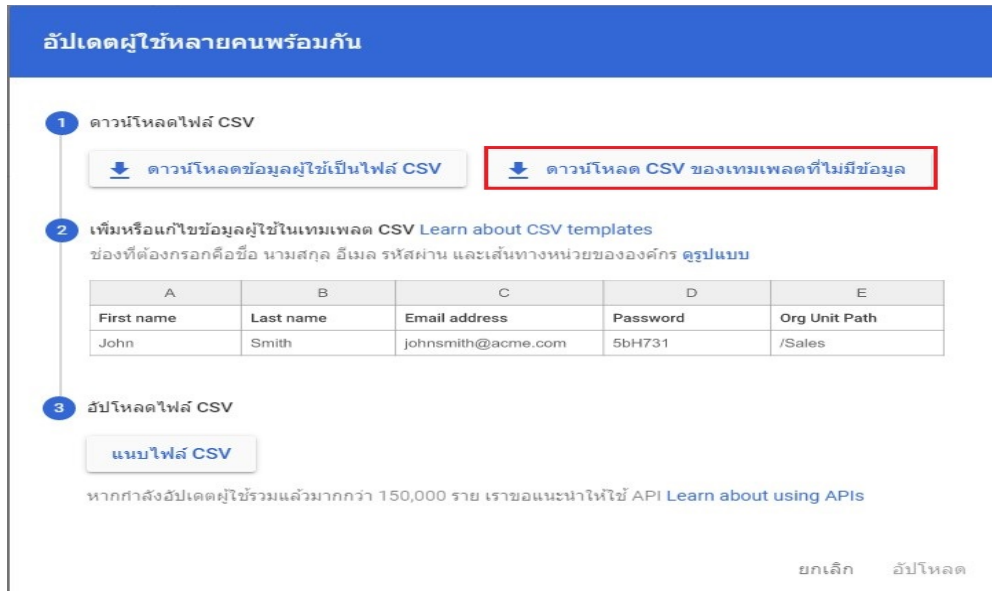 อัปเดตผู้ใช้หลายคนพร้อมกัน
1 ดาวน์โหลดไฟล์ CSV
ดาวน์โหลดข้อมูลผู้ใช้เป็นไฟล์ CSV ดาวน์โหลด CSV ของเทมเพลตที่ไม่มีข้อมูล
2 เพิ่มหรือแก้ไขข้อมูลผู้ใช้ในเทมเพลต CSV Learn about CSV templates
ช่องที่ต้องกรอกคือชื่อ นามสกุล อีเมล รหัสผ่าน และเส้นทางหน่วยขององค์กร ดูรูปแบบ
A B C D E
First name Last name Email address Password Org Unit Path
John Smith johnsmith@acme.com 5bH731 /Sales
3 อัปโหลดไฟล์ CSV
แนบไฟล์ CSV
หากกำลังอัปเดตผู้ใช้รวมแล้วมากกว่า 150,000 ราย เราขอแนะนำให้ใช้ API Learn about using APIs
ยกเลิก อัปโหลด